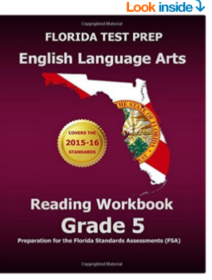 Look inside
FLORIDA TEST PREP
English Language Arts
COVERS THE
2015-16
STANDARDS
Reading Workbook
Grade 5
Preparation for the Florida Standards Assessments (FSA)